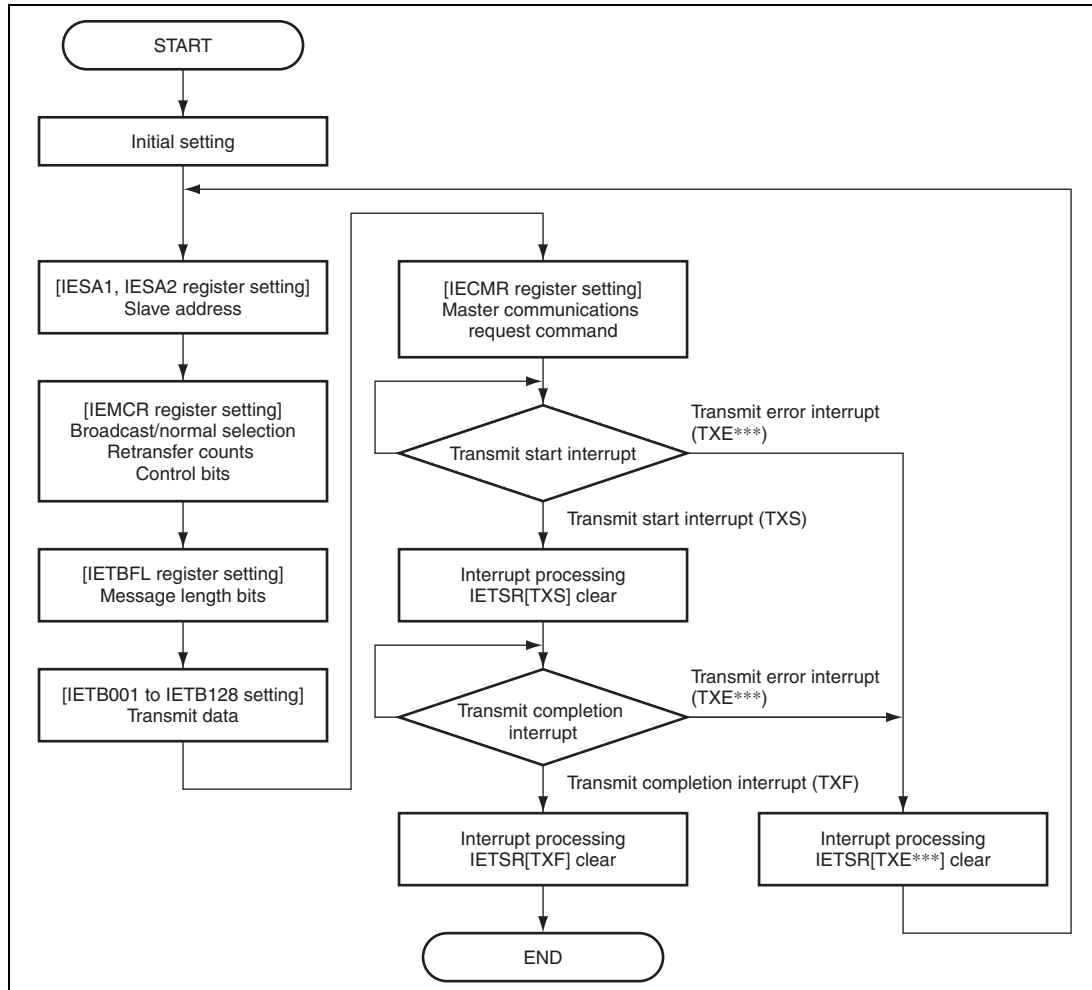 START
Initial setting
[IESA1, IESA2 register setting]
Slave address
[IEMCR register setting]
Broadcast/normal selection
Retransfer counts
Control bits
[IETBFL register setting]
Message length bits
[IETB001 to IETB128 setting]
Transmit data
[IECMR register setting]
Master communications
request command
Transmit start interrupt
Transmit error interrupt
(TXE***)
Transmit start interrupt (TXS)
Interrupt processing
IETSR[TXS] clear
Transmit completion
interrupt
Transmit error interrupt
(TXE***)
Transmit completion interrupt (TXF)
Interrupt processing
IETSR[TXF] clear
Interrupt processing
IETSR[TXE***] clear
END